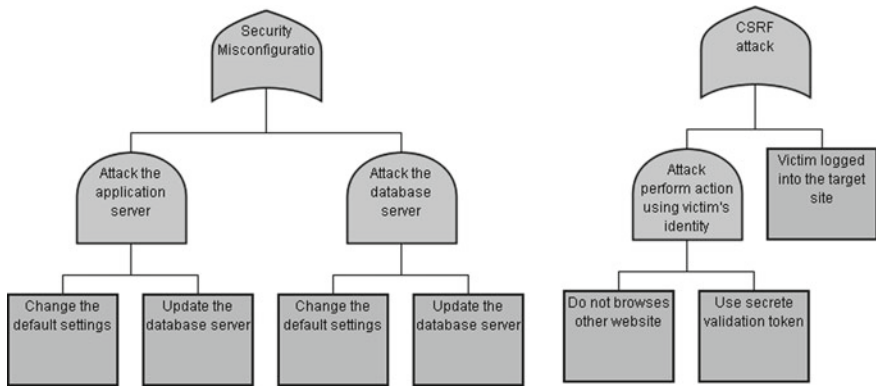 Security
Misconfiguratio
Attack the
application
server
Attack the
database
server
Change the
default settings
Update the
database server
Change the
default settings
Update the
database server
CSRF
attack
Attack
perform action
using victim's
identity
Victim logged
into the target
site
Do not browses
other website
Use secrete
validation token